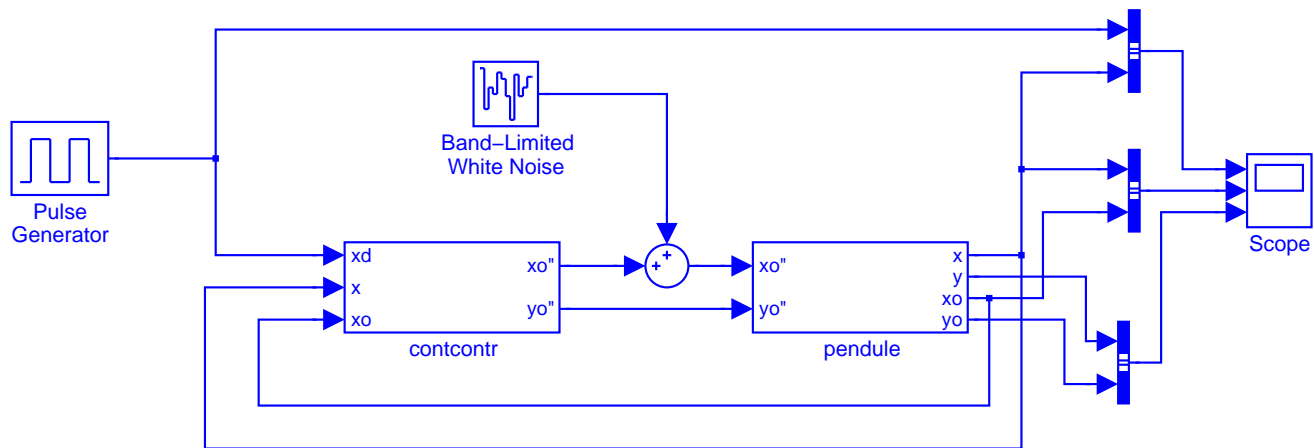 Band−Limited
White Noise
Pulse
Generator
xd
x
xo
xo"
yo"
contcontr
+
+
xo"
yo"
x
y
xo
yo
pendule
Scope